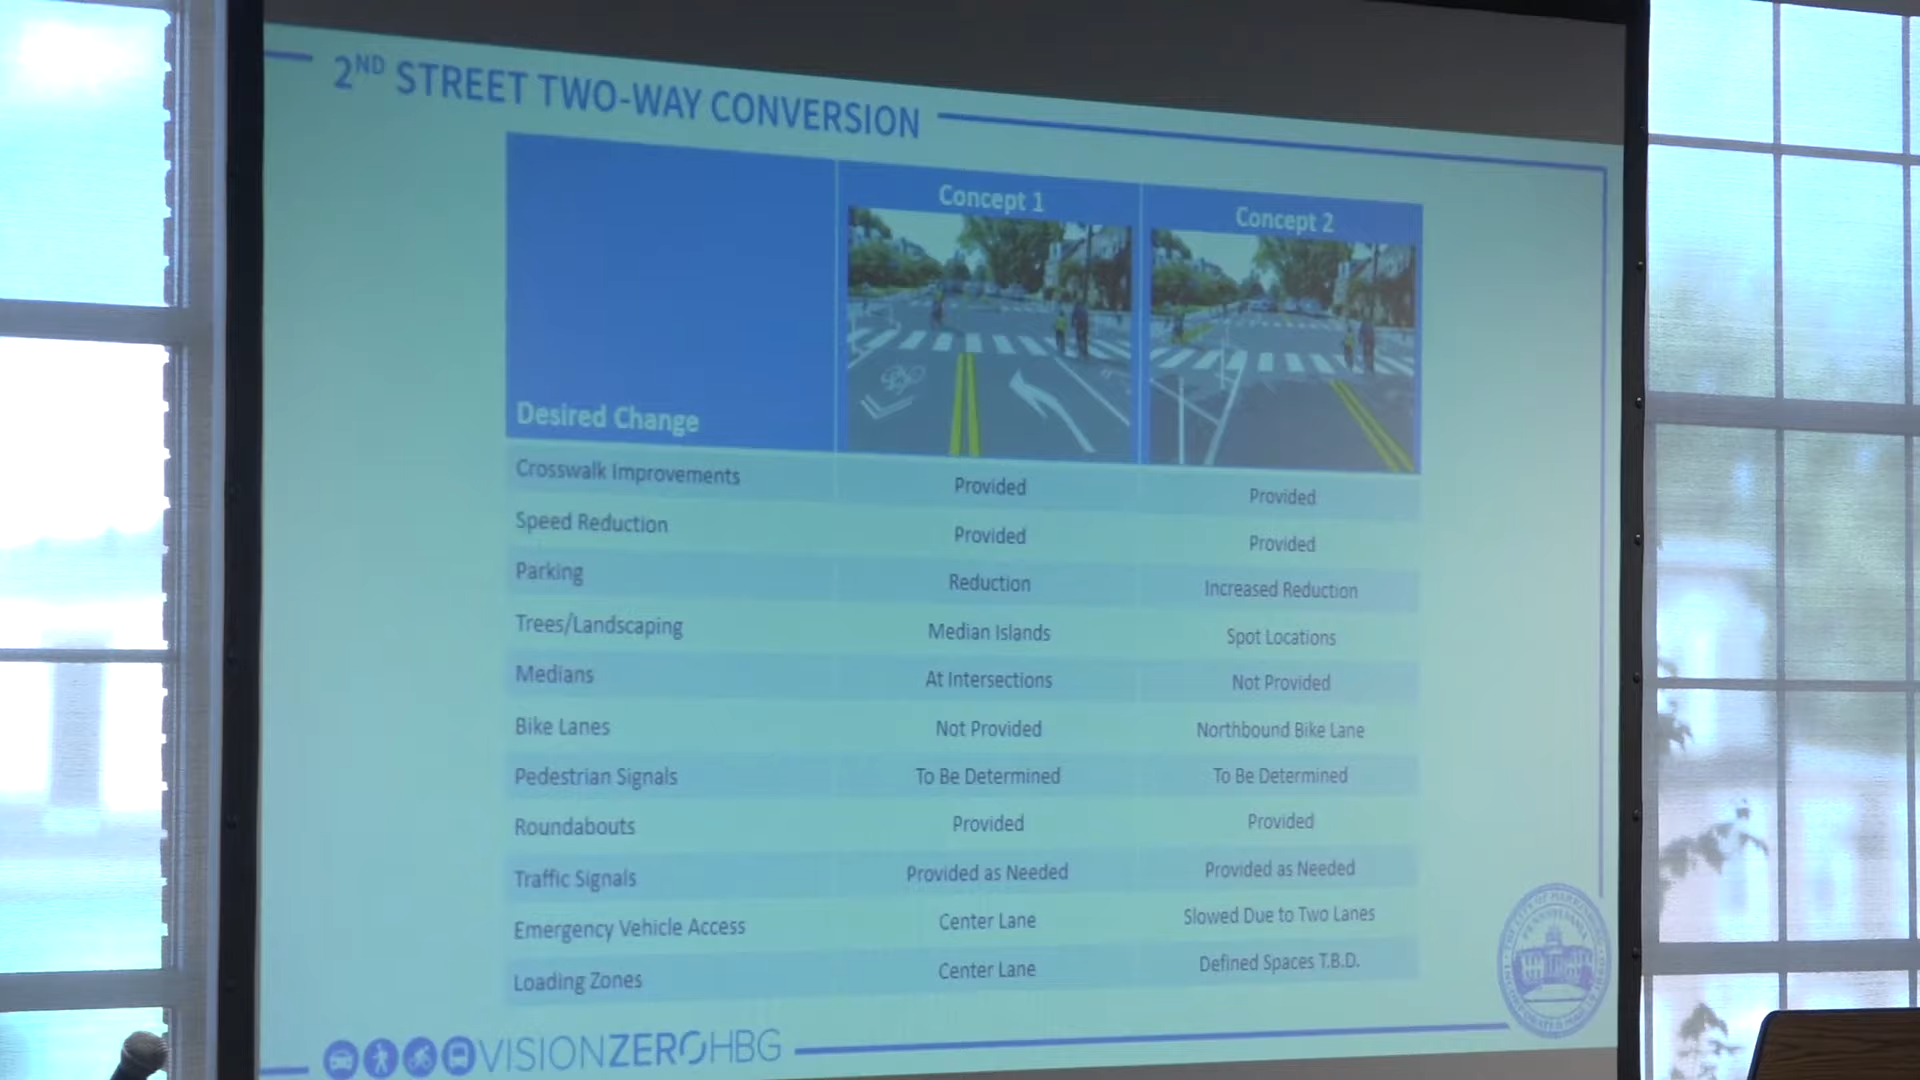 2ND STREET TWO-WAY CONVERSION
Desired Change Concept 1 Concept 2
Crosswalk Improvements Provided Provided
Speed Reduction Provided Provided
Parking Reduction Increased Reduction
Trees/Landscaping Median Islands Spot Locations
Medians At Intersections Not Provided
Bike Lanes Not Provided Northbound Bike Lane
Pedestrian Signals To Be Determined To Be Determined
Roundabouts Provided Provided
Traffic Signals Provided as Needed Provided as Needed
Emergency Vehicle Access Center Lane Slowed Due to Two Lanes
Loading Zones Center Lane Defined Spaces T.B.D.
VISIONZEROHBG